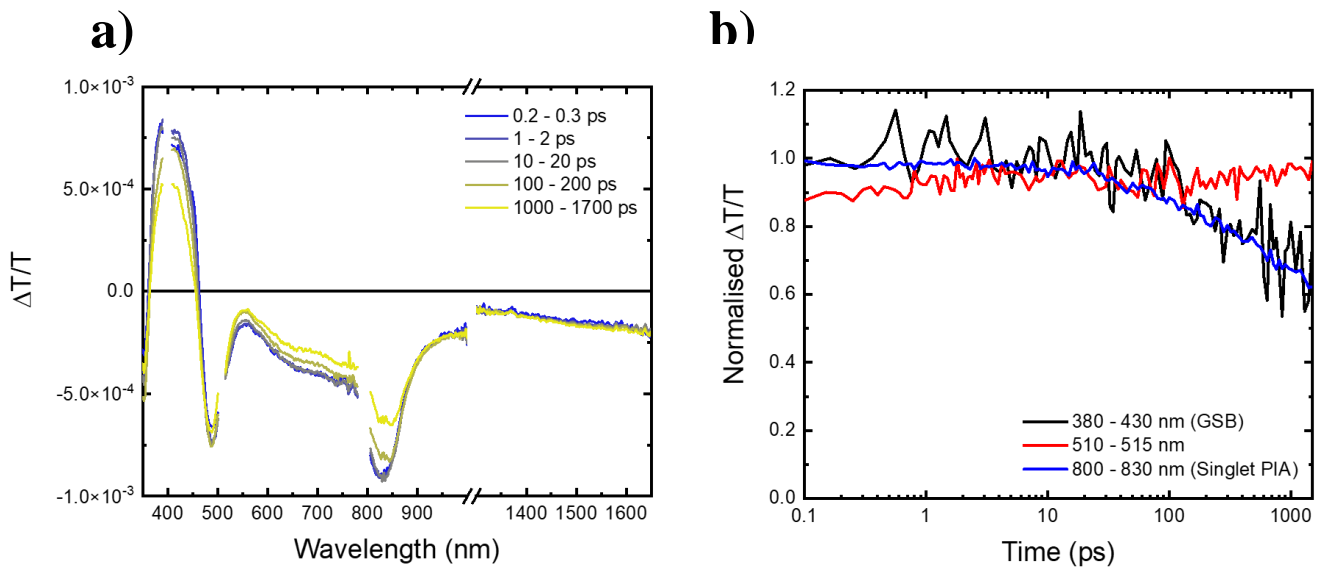 a)
b)
1.0×10⁻³
5.0×10⁻⁴
0.0
-5.0×10⁻⁴
-1.0×10⁻³
ΔT/T
0.2 - 0.3 ps
1 - 2 ps
10 - 20 ps
100 - 200 ps
1000 - 1700 ps
400 500 600 700 800 900 1400 1500 1600
Wavelength (nm)
1.2
1.0
0.8
0.6
0.4
0.2
0.0
Normalised ΔT/T
380 - 430 nm (GSB)
510 - 515 nm
800 - 830 nm (Singlet PIA)
0.1 1 10 100 1000
Time (ps)